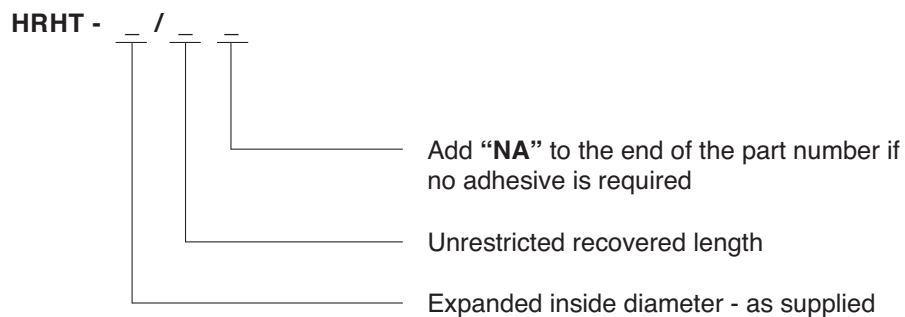 HRHT - _ / _ _
Add “NA” to the end of the part number if
no adhesive is required
Unrestricted recovered length
Expanded inside diameter - as supplied